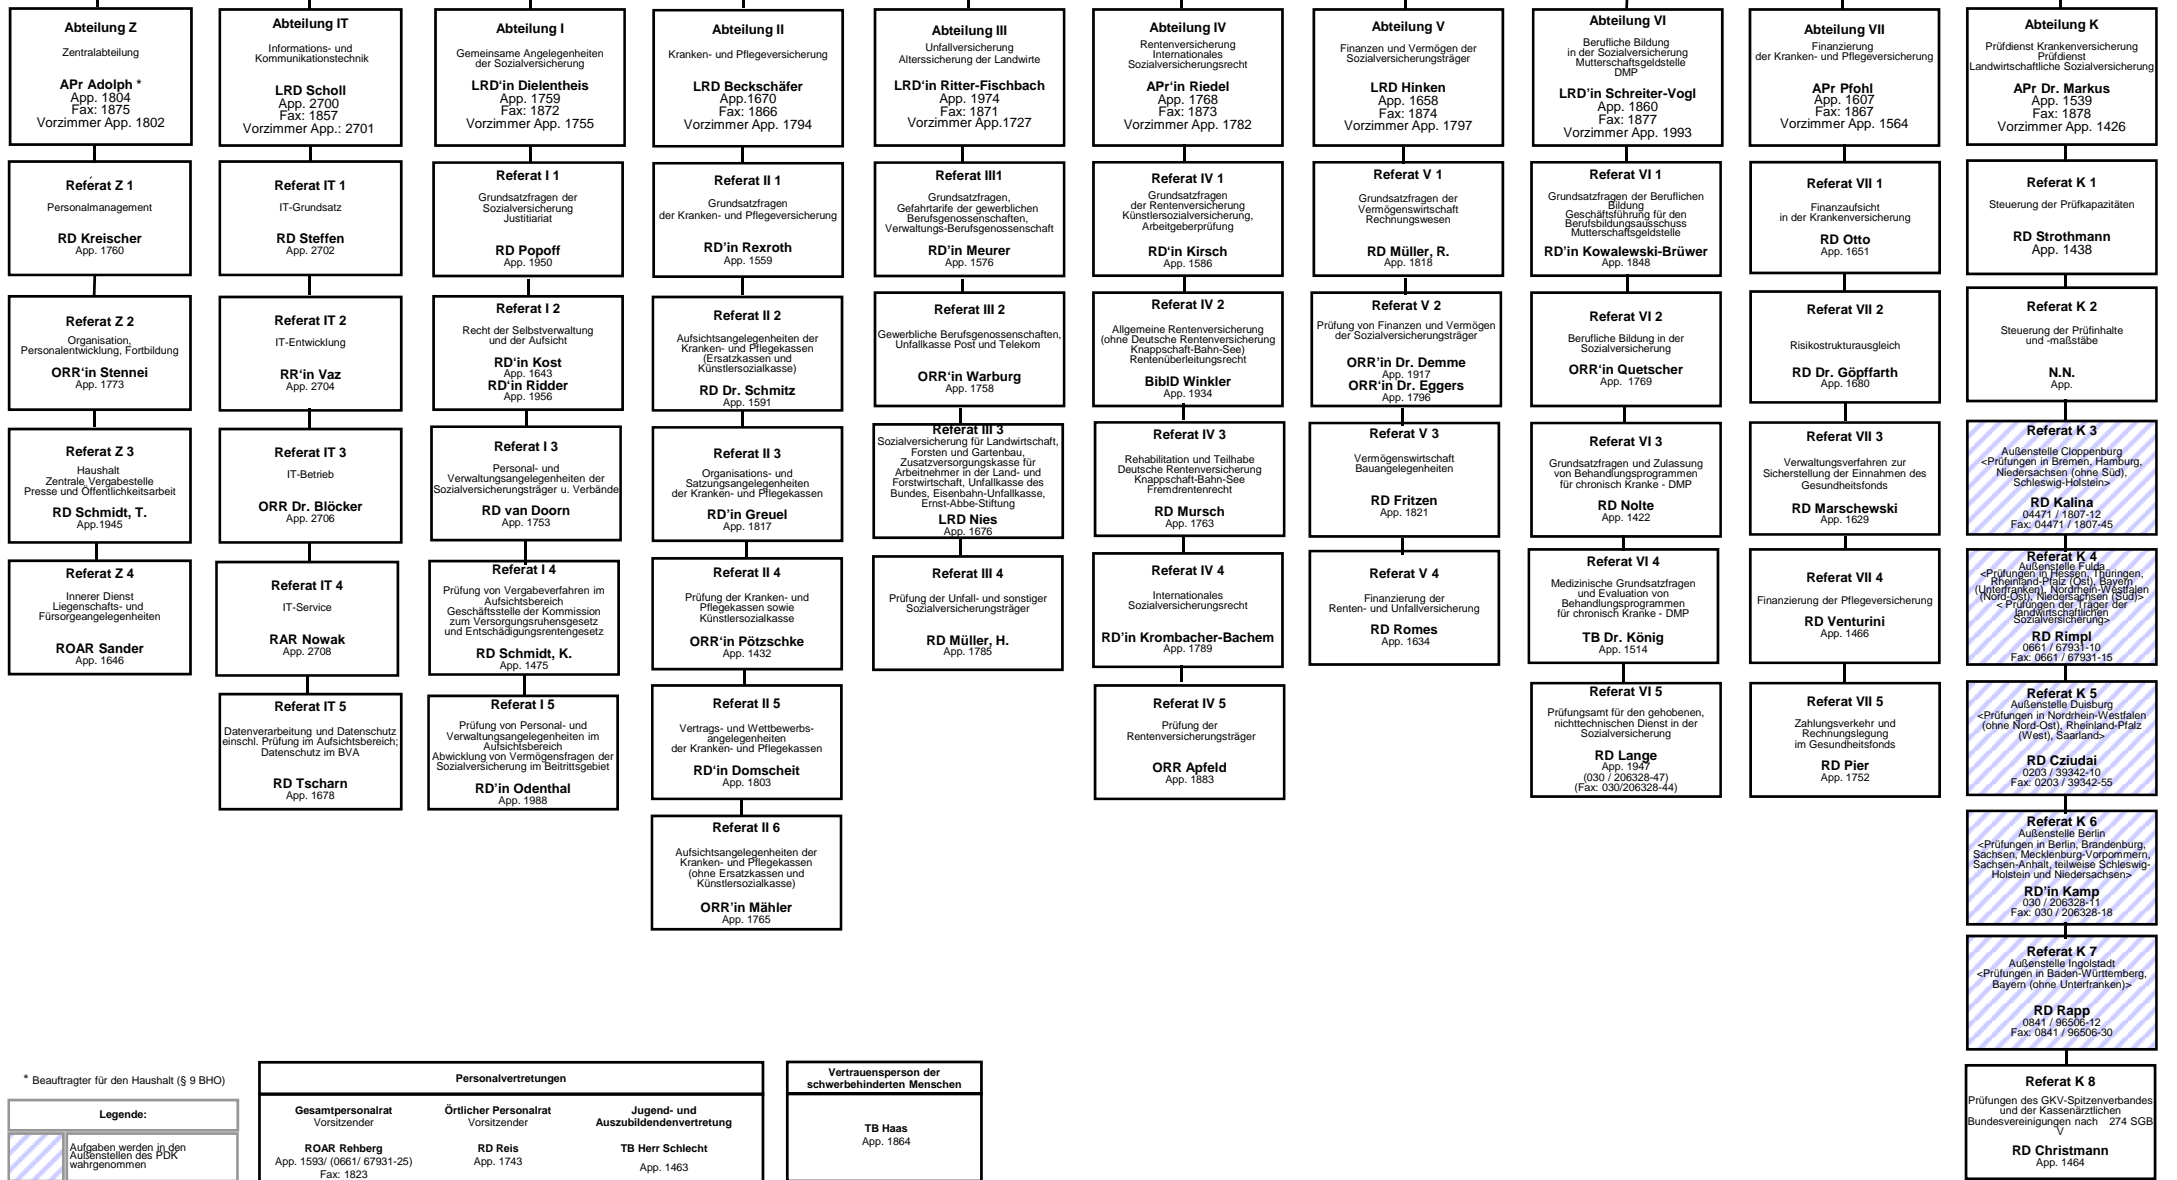 Abteilung Z
Zentralabteilung
APr Adolph *
App. 1804
Fax: 1875
Vorzimmer App. 1802
Referat Z 1
Personalmanagement
RD Kreischer
App. 1760
Referat Z 2
Organisation,
Personalentwicklung, Fortbildung
ORR‘in Stennei
App. 1773
Referat Z 3
Haushalt
Zentrale Vergabestelle
Presse und Öffentlichkeitsarbeit
RD Schmidt, T.
App.1945
Referat Z 4
Innerer Dienst
Liegenschafts- und
Fürsorgeangelegenheiten
ROAR Sander
App. 1646
Abteilung IT
Informations- und
Kommunikationstechnik
LRD Scholl
App. 2700
Fax: 1857
Vorzimmer App.: 2701
Referat IT 1
IT-Grundsatz
RD Steffen
App. 2702
Referat IT 2
IT-Entwicklung
RR‘in Vaz
App. 2704
Referat IT 3
IT-Betrieb
ORR Dr. Blöcker
App. 2706
Referat IT 4
IT-Service
RAR Nowak
App. 2708
Referat IT 5
Datenverarbeitung und Datenschutz
einschl. Prüfung im Aufsichtsbereich;
Datenschutz im BVA
RD Tscharn
App. 1678
Abteilung I
Gemeinsame Angelegenheiten
der Sozialversicherung
LRD‘in Dielentheis
App. 1759
Fax: 1872
Vorzimmer App. 1755
Referat I 1
Grundsatzfragen der
Sozialversicherung
Justitiariat
RD Popoff
App. 1950
Referat I 2
Recht der Selbstverwaltung
und der Aufsicht
RD‘in Kost
App. 1643
RD‘in Ridder
App. 1956
Referat I 3
Personal- und
Verwaltungsangelegenheiten der
Sozialversicherungsträger u. Verbände
RD van Doorn
App. 1753
Referat I 4
Prüfung von Vergabeverfahren im
Aufsichtsbereich
Geschäftsstelle der Kommission
zum Versorgungsruhensgesetz
und Entschädigungsrentengesetz
RD Schmidt, K.
App. 1475
Referat I 5
Prüfung von Personal- und
Verwaltungsangelegenheiten im
Aufsichtsbereich
Abwicklung von Vermögensfragen der
Sozialversicherung im Beitrittsgebiet
RD’in Odenthal
App. 1988
Abteilung II
Kranken- und Pflegeversicherung
LRD Beckschäfer
App.1670
Fax: 1866
Vorzimmer App. 1794
Referat II 1
Grundsatzfragen
der Kranken- und Pflegeversicherung
RD’in Rexroth
App. 1559
Referat II 2
Aufsichtsangelegenheiten der
Kranken- und Pflegekassen
(Ersatzkassen und
Künstlersozialkasse)
RD Dr. Schmitz
App. 1591
Referat II 3
Organisations- und
Satzungsangelegenheiten
der Kranken- und Pflegekassen
RD’in Greuel
App. 1817
Referat II 4
Prüfung der Kranken- und
Pflegekassen sowie
Künstlersozialkasse
ORR‘in Pötzschke
App. 1432
Referat II 5
Vertrags- und Wettbewerbs-
angelegenheiten
der Kranken- und Pflegekassen
RD‘in Domscheit
App. 1803
Referat II 6
Aufsichtsangelegenheiten der
Kranken- und Pflegekassen
(ohne Ersatzkassen und
Künstlersozialkasse)
ORR’in Mähler
App. 1765
Abteilung III
Unfallversicherung
Alterssicherung der Landwirte
LRD‘in Ritter-Fischbach
App. 1974
Fax: 1871
Vorzimmer App.1727
Referat III1
Grundsatzfragen,
Gefahrtarife der gewerblichen
Berufsgenossenschaften,
Verwaltungs-Berufsgenossenschaft
RD’in Meurer
App. 1576
Referat III 2
Gewerbliche Berufsgenossenschaften,
Unfallkasse Post und Telekom
ORR‘in Warburg
App. 1758
Referat III 3
Sozialversicherung für Landwirtschaft,
Forsten und Gartenbau,
Zusatzversorgungskasse für
Arbeitnehmer in der Land- und
Forstwirtschaft, Unfallkasse des
Bundes, Eisenbahn-Unfallkasse,
Ernst-Abbe-Stiftung
LRD Nies
App. 1676
Referat III 4
Prüfung der Unfall- und sonstiger
Sozialversicherungsträger
RD Müller, H.
App. 1785
Abteilung IV
Rentenversicherung
Internationales
Sozialversicherungsrecht
APr‘in Riedel
App. 1768
Fax: 1873
Vorzimmer App. 1782
Referat IV 1
Grundsatzfragen
der Rentenversicherung
Künstlersozialversicherung,
Arbeitgeberprüfung
RD‘in Kirsch
App. 1586
Referat IV 2
Allgemeine Rentenversicherung
(ohne Deutsche Rentenversicherung
Knappschaft-Bahn-See)
Rentenüberleitungsrecht
BiblD Winkler
App. 1934
Referat IV 3
Rehabilitation und Teilhabe
Deutsche Rentenversicherung
Knappschaft-Bahn-See
Fremdrentenrecht
RD Mursch
App. 1763
Referat IV 4
Internationales
Sozialversicherungsrecht
RD’in Krombacher-Bachem
App. 1789
Referat IV 5
Prüfung der
Rentenversicherungsträger
ORR Apfeld
App. 1883
Abteilung V
Finanzen und Vermögen der
Sozialversicherungsträger
LRD Hinken
App. 1658
Fax: 1874
Vorzimmer App. 1797
Referat V 1
Grundsatzfragen der
Vermögenswirtschaft
Rechnungswesen
RD Müller, R.
App. 1818
Referat V 2
Prüfung von Finanzen und Vermögen
der Sozialversicherungsträger
ORR’in Dr. Demme
App. 1917
ORR‘in Dr. Eggers
App. 1796
Referat V 3
Vermögenswirtschaft
Bauangelegenheiten
RD Fritzen
App. 1821
Referat V 4
Finanzierung der
Renten- und Unfallversicherung
RD Romes
App. 1634
Abteilung VI
Berufliche Bildung
in der Sozialversicherung
Mutterschaftsgeldstelle
DMP
LRD’in Schreiter-Vogl
App. 1860
Fax: 1877
Vorzimmer App. 1993
Referat VI 1
Grundsatzfragen der Beruflichen
Bildung
Geschäftsführung für den
Berufsbildungsausschuss
Mutterschaftsgeldstelle
RD’in Kowalewski-Brüwer
App. 1848
Referat VI 2
Berufliche Bildung in der
Sozialversicherung
ORR‘in Quetscher
App. 1769
Referat VI 3
Grundsatzfragen und Zulassung
von Behandlungsprogrammen
für chronisch Kranke - DMP
RD Nolte
App. 1422
Referat VI 4
Medizinische Grundsatzfragen
und Evaluation von
Behandlungsprogrammen
für chronisch Kranke - DMP
TB Dr. König
App. 1514
Referat VI 5
Prüfungsamt für den gehobenen,
nichttechnischen Dienst in der
Sozialversicherung
RD Lange
App. 1947
(030 / 206328-47)
(Fax: 030/206328-44)
Abteilung VII
Finanzierung
der Kranken- und Pflegeversicherung
APr Pfohl
App. 1607
Fax: 1867
Vorzimmer App. 1564
Referat VII 1
Finanzaufsicht
in der Krankenversicherung
RD Otto
App. 1651
Referat VII 2
Risikostrukturausgleich
RD Dr. Göpffarth
App. 1680
Referat VII 3
Verwaltungsverfahren zur
Sicherstellung der Einnahmen des
Gesundheitsfonds
RD Marschewski
App. 1629
Referat VII 4
Finanzierung der Pflegeversicherung
RD Venturini
App. 1466
Referat VII 5
Zahlungsverkehr und
Rechnungslegung
im Gesundheitsfonds
RD Pier
App. 1752
Abteilung K
Prüfdienst Krankenversicherung
Prüfdienst
Landwirtschaftliche Sozialversicherung
APr Dr. Markus
App. 1539
Fax: 1878
Vorzimmer App. 1426
Referat K 1
Steuerung der Prüfkapazitäten
RD Strothmann
App. 1438
Referat K 2
Steuerung der Prüfinhalte
und -maßstäbe
N.N.
App.
Referat K 3
Außenstelle Cloppenburg
<Prüfungen in Bremen, Hamburg,
Niedersachsen (ohne Süd),
Schleswig-Holstein>
RD Kalina
04471 / 1807-12
Fax: 04471 / 1807-45
Referat K 4
Außenstelle Fulda
<Prüfungen in Hessen, Thüringen,
Rheinland-Pfalz (Ost), Bayern
(Unterfranken), Nordrhein-Westfalen
(Nord-Ost), Niedersachsen (Süd)>
< Prüfungen der Träger der
landwirtschaftlichen
Sozialversicherung>
RD Rimpl
0661 / 67931-10
Fax: 0661 / 67931-15
Referat K 5
Außenstelle Duisburg
<Prüfungen in Nordrhein-Westfalen
(ohne Nord-Ost), Rheinland-Pfalz
(West), Saarland>
RD Cziudai
0203 / 39342-10
Fax: 0203 / 39342-55
Referat K 6
Außenstelle Berlin
<Prüfungen in Berlin, Brandenburg,
Sachsen, Mecklenburg-Vorpommern,
Sachsen-Anhalt, teilweise Schleswig-
Holstein und Niedersachsen>
RD’in Kamp
030 / 206328-11
Fax: 030 / 206328-18
Referat K 7
Außenstelle Ingolstadt
<Prüfungen in Baden-Württemberg,
Bayern (ohne Unterfranken)>
RD Rapp
0841 / 96506-12
Fax: 0841 / 96506-30
Referat K 8
Prüfungen des GKV-Spitzenverbandes
und der Kassenärztlichen
Bundesvereinigungen nach 274 SGB
V
RD Christmann
App. 1464
* Beauftragter für den Haushalt (§ 9 BHO)
Legende:
Aufgaben werden in den
Außenstellen des PDK
wahrgenommen
Personalvertretungen
Gesamtpersonalrat
Vorsitzender
ROAR Rehberg
App. 1593/ (0661/ 67931-25)
Fax: 1823
Örtlicher Personalrat
Vorsitzender
RD Reis
App. 1743
Jugend- und
Auszubildendenvertretung
TB Herr Schlecht
App. 1463
Vertrauensperson der
schwerbehinderten Menschen
TB Haas
App. 1864